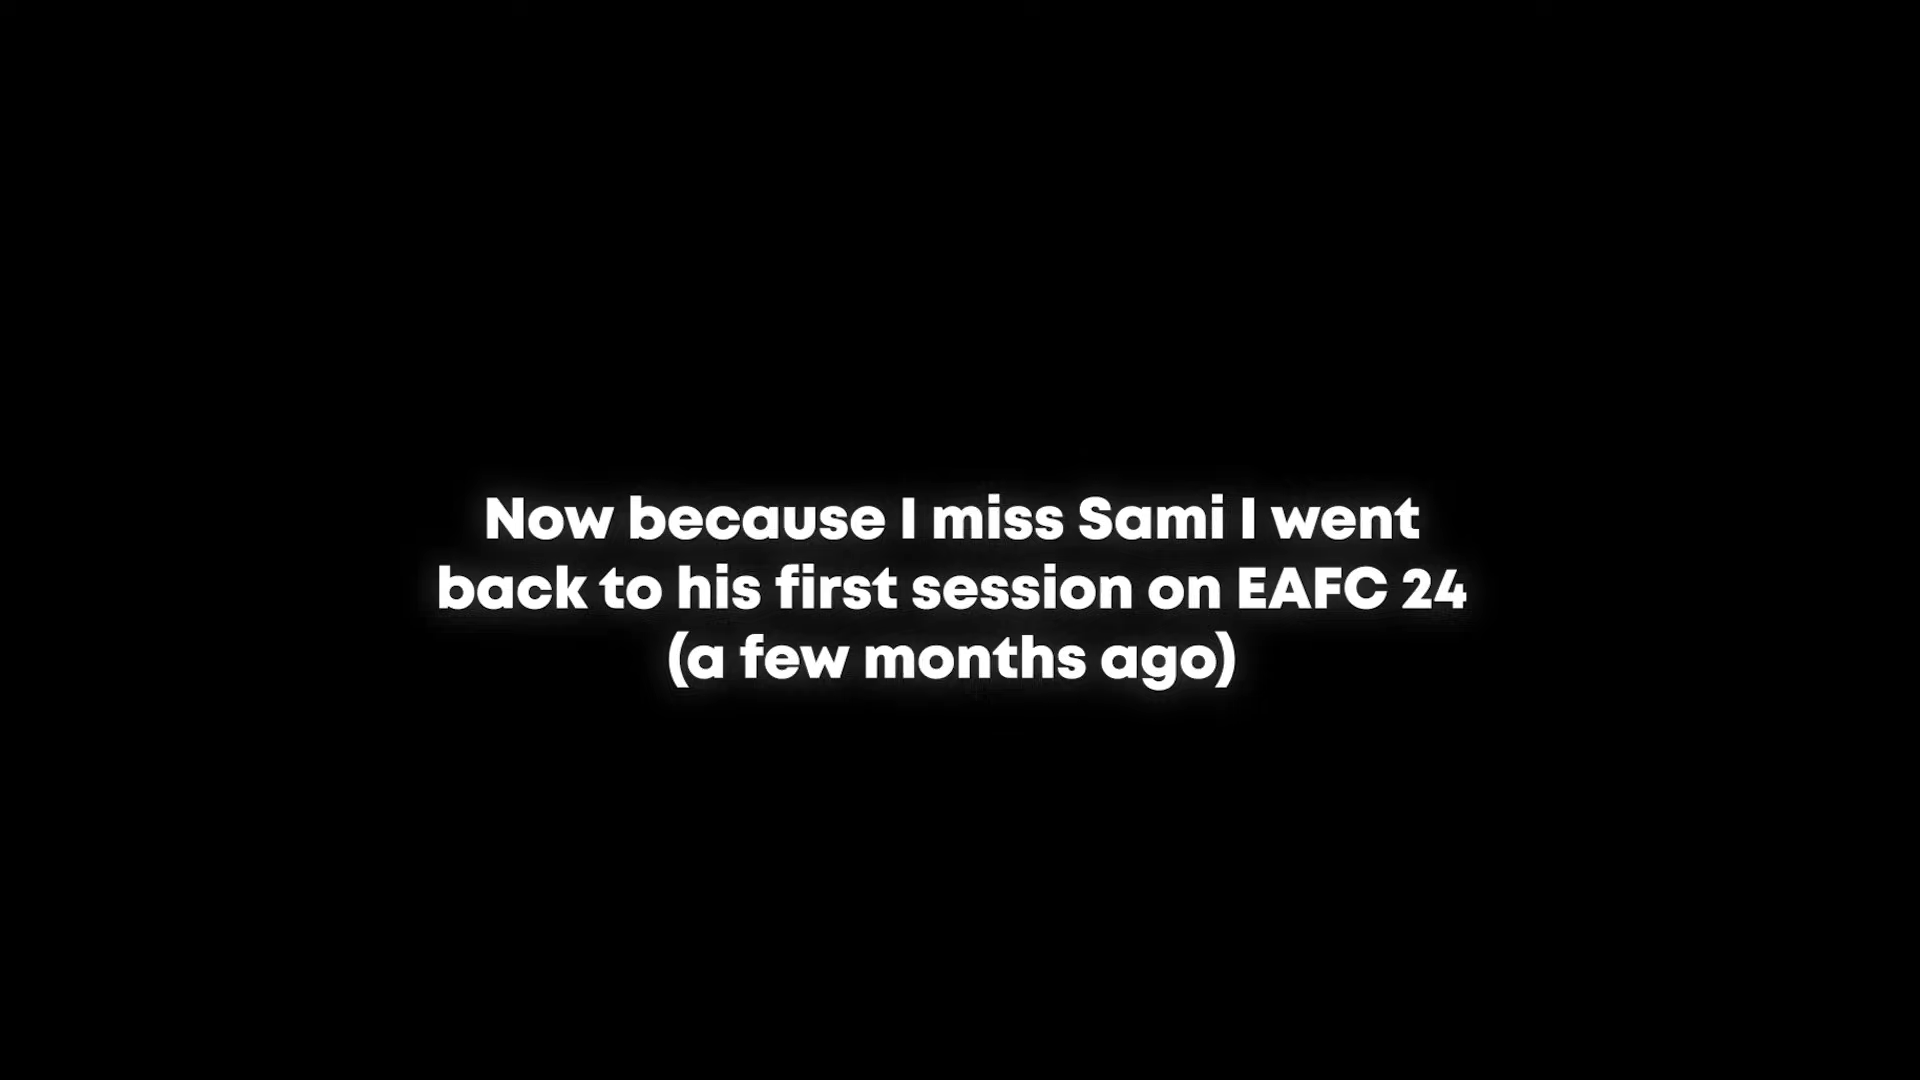 Now because I miss Sami I went
back to his first session on EAFC 24
(a few months ago)